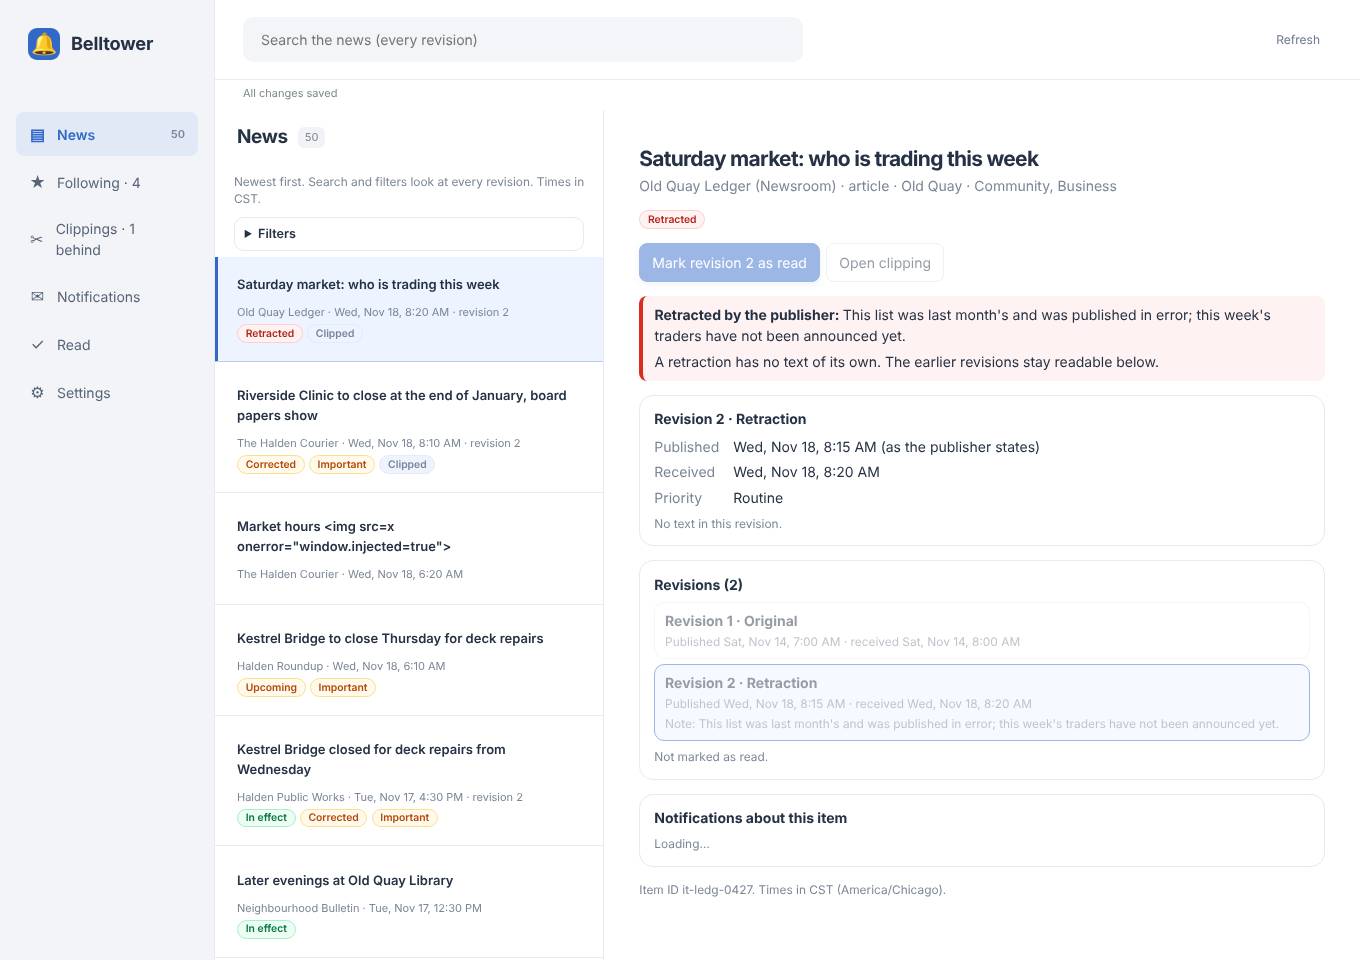 Belltower
Search the news (every revision)
Refresh
All changes saved
News 50
Following · 4
Clippings · 1
behind
Notifications
Read
Settings
News 50
Newest first. Search and filters look at every revision. Times in
CST.
Filters
Saturday market: who is trading this week
Old Quay Ledger · Wed, Nov 18, 8:20 AM · revision 2
Retracted Clipped
Riverside Clinic to close at the end of January, board
papers show
The Halden Courier · Wed, Nov 18, 8:10 AM · revision 2
Corrected Important Clipped
Market hours <img src=x
onerror="window.injected=true">
The Halden Courier · Wed, Nov 18, 6:20 AM
Kestrel Bridge to close Thursday for deck repairs
Halden Roundup · Wed, Nov 18, 6:10 AM
Upcoming Important
Kestrel Bridge closed for deck repairs from
Wednesday
Halden Public Works · Tue, Nov 17, 4:30 PM · revision 2
In effect Corrected Important
Later evenings at Old Quay Library
Neighbourhood Bulletin · Tue, Nov 17, 12:30 PM
In effect
Saturday market: who is trading this week
Old Quay Ledger (Newsroom) · article · Old Quay · Community, Business
Retracted
Mark revision 2 as read Open clipping
Retracted by the publisher: This list was last month's and was published in error; this week's
traders have not been announced yet.
A retraction has no text of its own. The earlier revisions stay readable below.
Revision 2 · Retraction
Published Wed, Nov 18, 8:15 AM (as the publisher states)
Received Wed, Nov 18, 8:20 AM
Priority Routine
No text in this revision.
Revisions (2)
Revision 1 · Original
Published Sat, Nov 14, 7:00 AM · received Sat, Nov 14, 8:00 AM
Revision 2 · Retraction
Published Wed, Nov 18, 8:15 AM · received Wed, Nov 18, 8:20 AM
Note: This list was last month's and was published in error; this week's traders have not been announced yet.
Not marked as read.
Notifications about this item
Loading…
Item ID it-ledg-0427. Times in CST (America/Chicago).